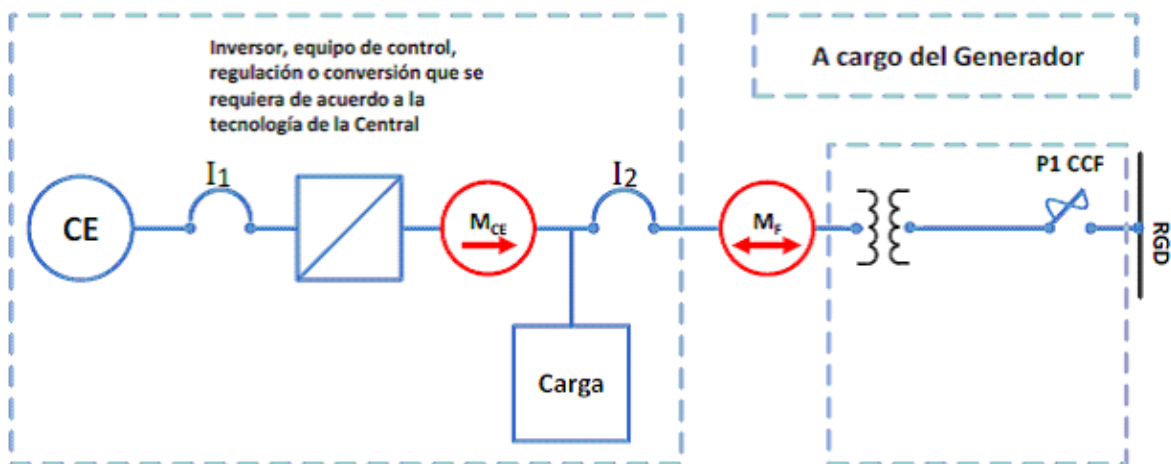 Inversor, equipo de control,
regulación o conversión que se
requiera de acuerdo a la
tecnología de la Central
A cargo del Generador
P1 CCF
I1
I2
CE
MCE
MF
RGD
Carga